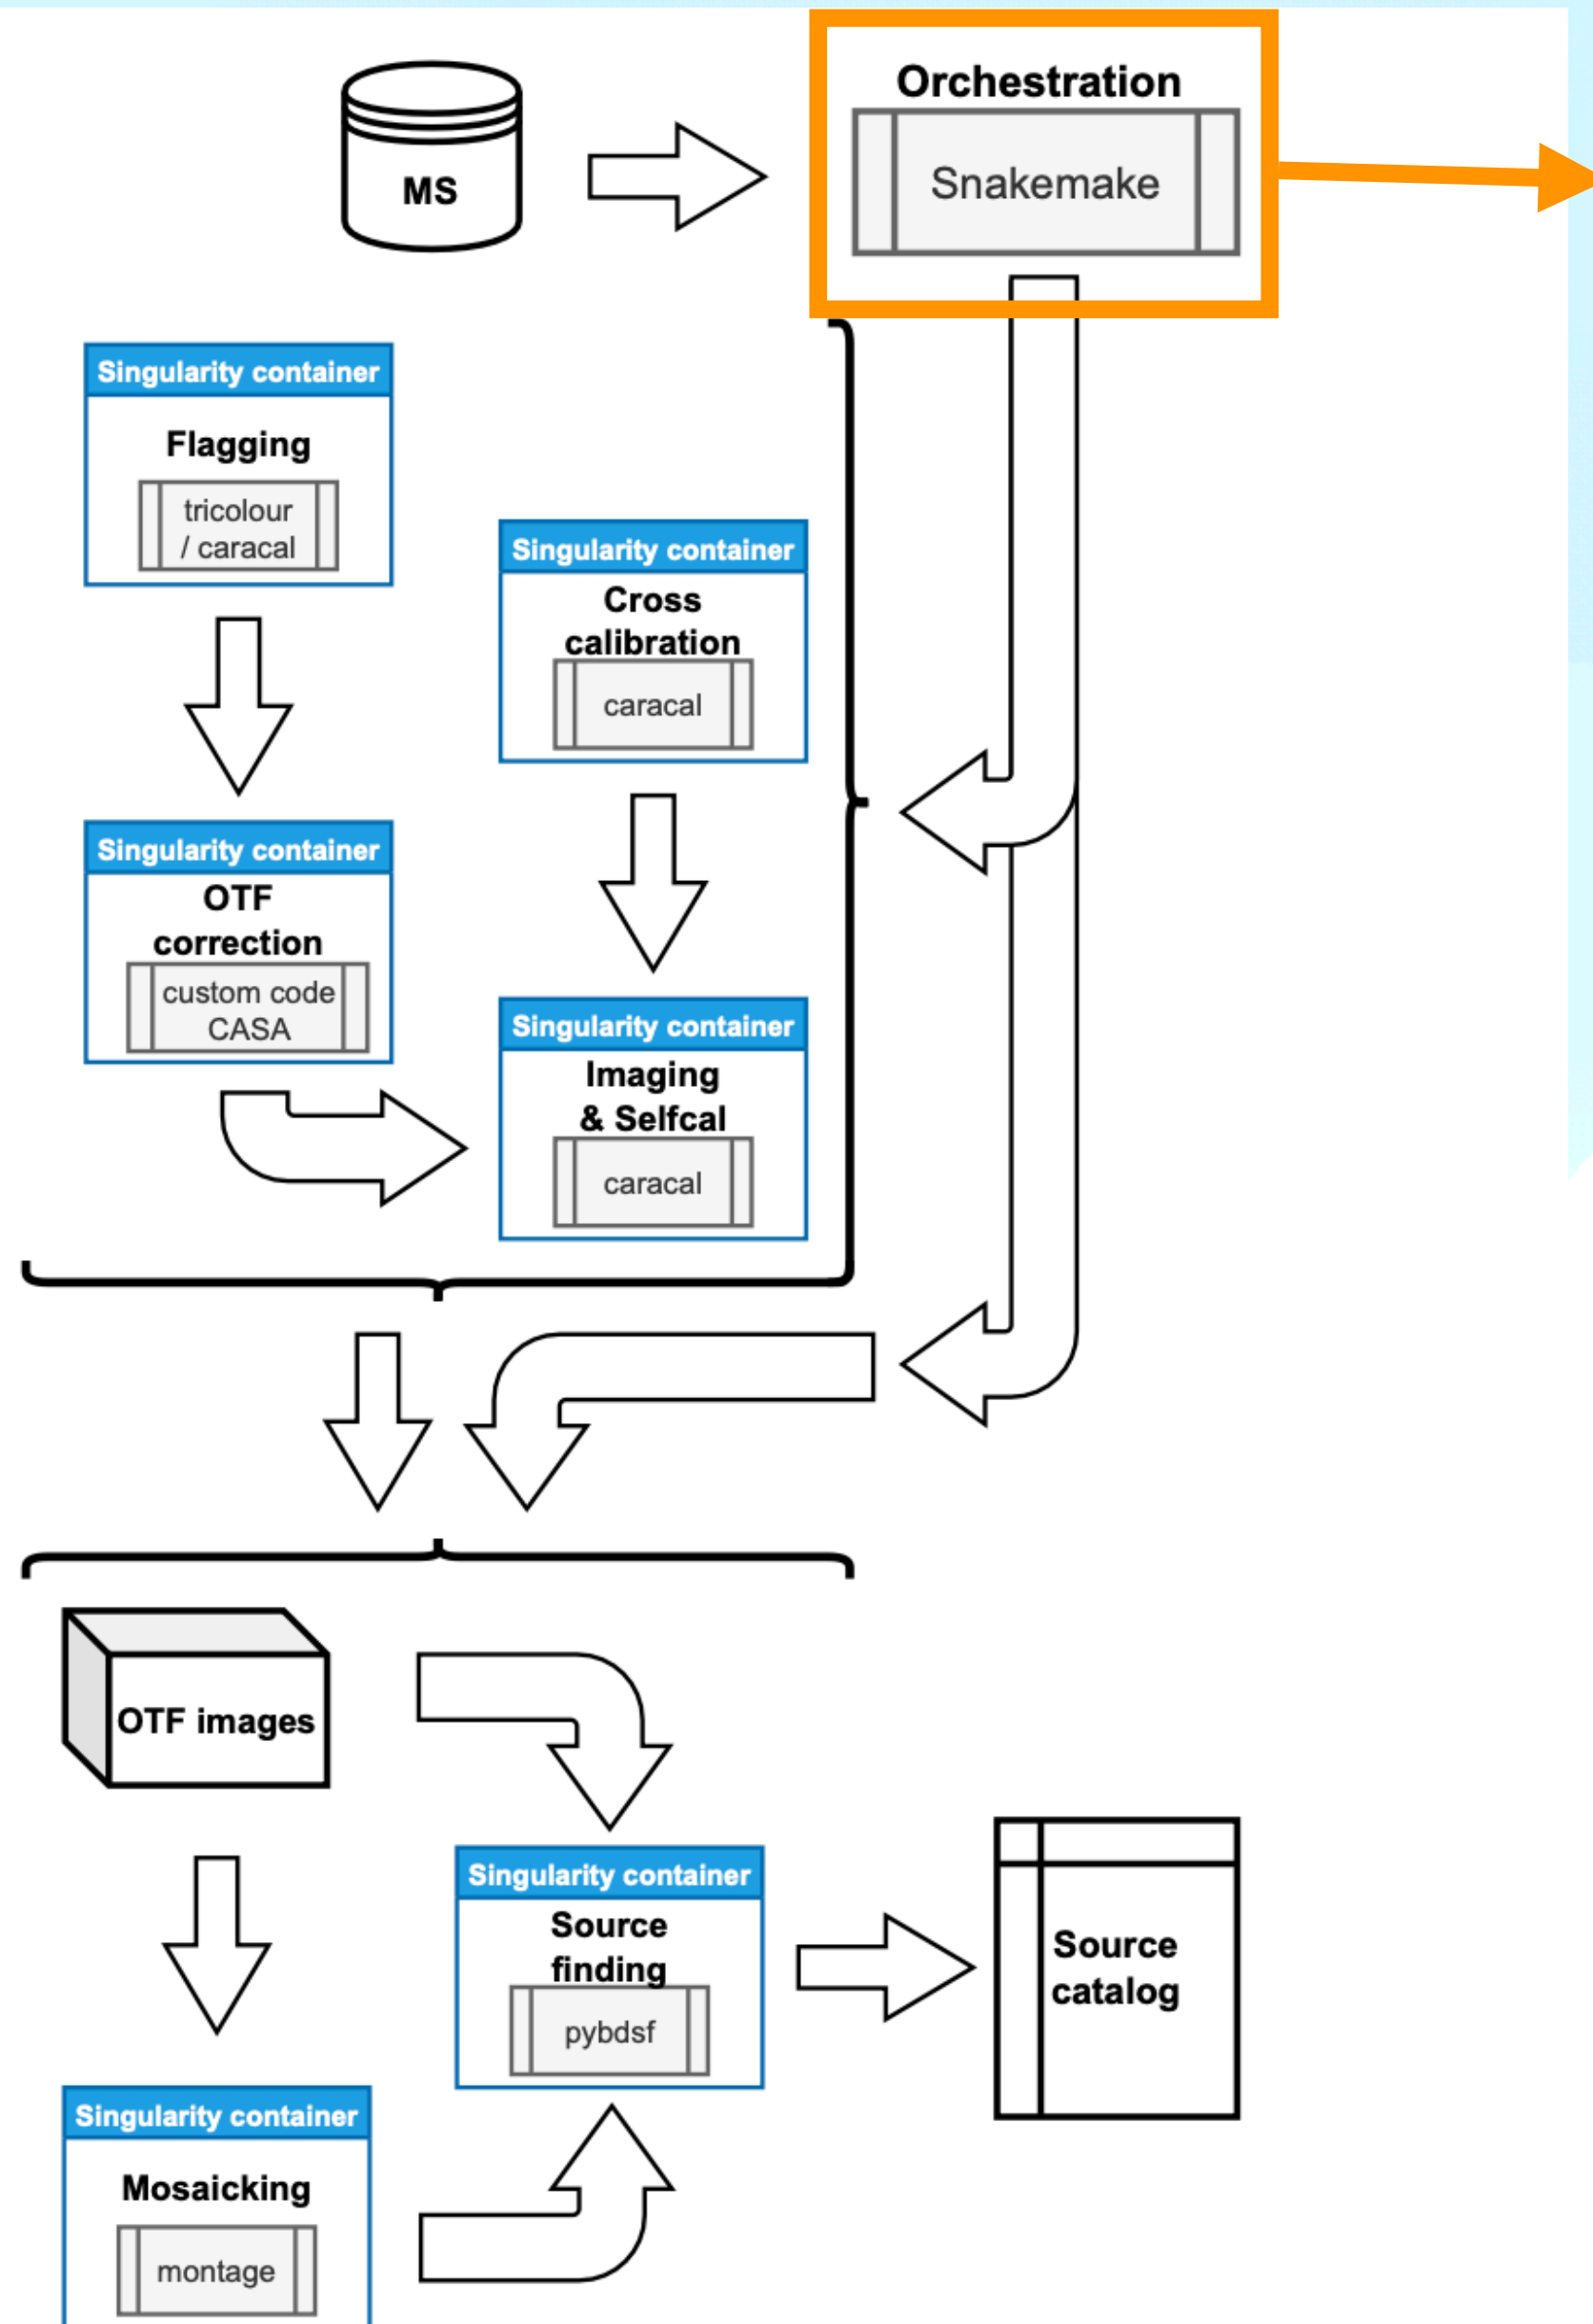 MS
Orchestration
Snakemake
Singularity container
Flagging
tricolour
/ caracal
Singularity container
Cross
calibration
caracal
Singularity container
OTF
correction
custom code
CASA
Singularity container
Imaging
& Selfcal
caracal
OTF images
Singularity container
Source
finding
pybdsf
Source
catalog
Singularity container
Mosaicking
montage